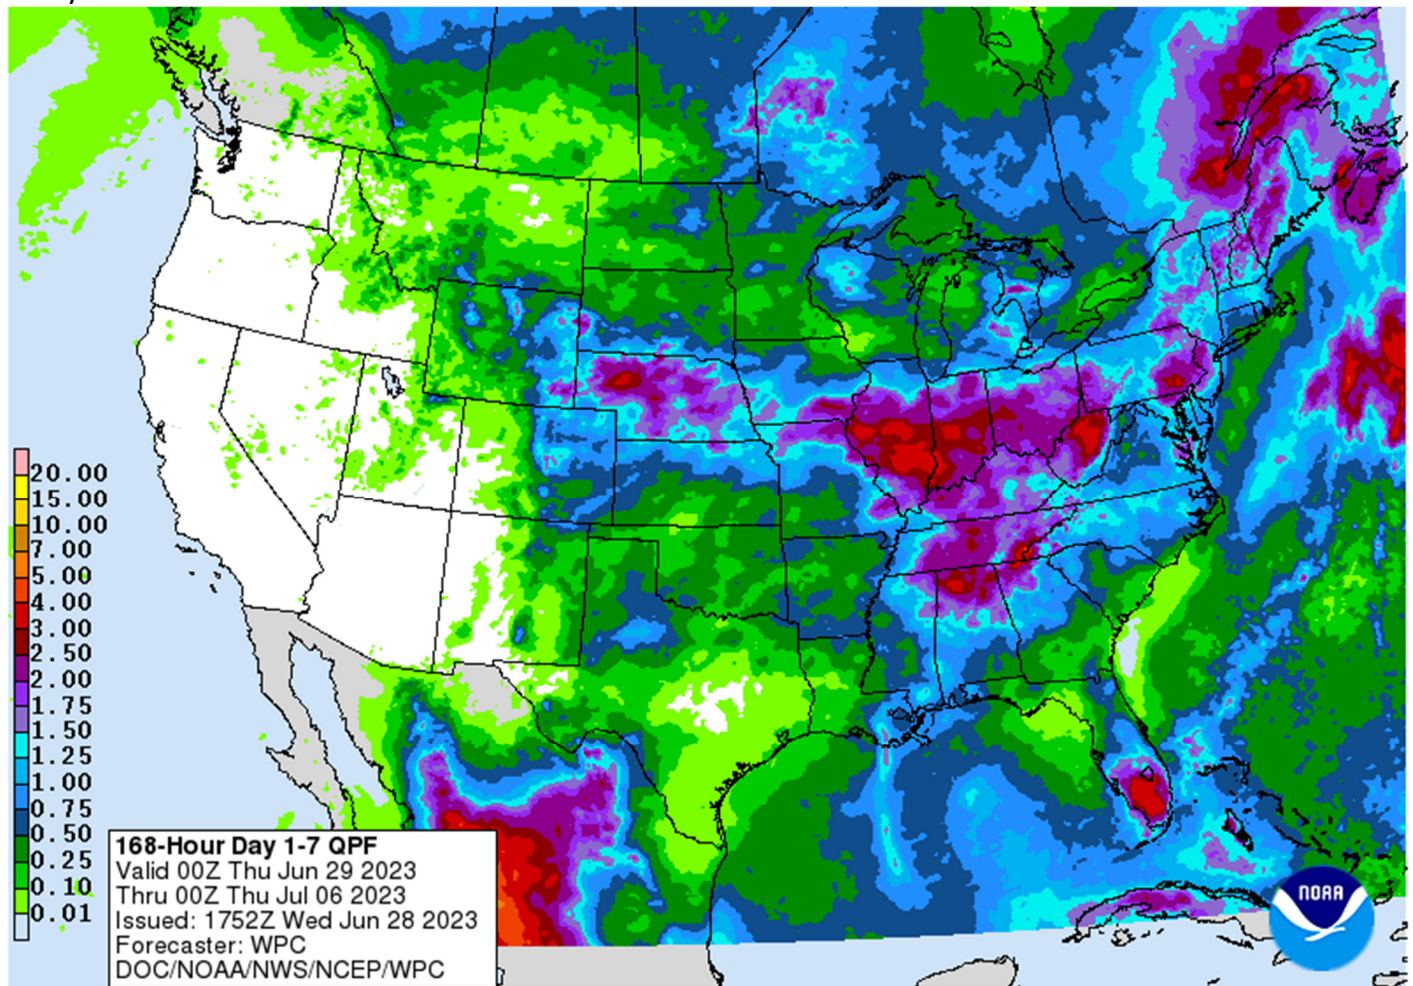 20.00
15.00
10.00
7.00
5.00
4.00
3.00
2.50
2.00
1.75
1.50
1.25
1.00
0.75
0.50
0.25
0.10
0.01
168-Hour Day 1-7 QPF
Valid 00Z Thu Jun 29 2023
Thru 00Z Thu Jul 06 2023
Issued: 1752Z Wed Jun 28 2023
Forecaster: WPC
DOC/NOAA/NWS/NCEP/WPC
NOAA